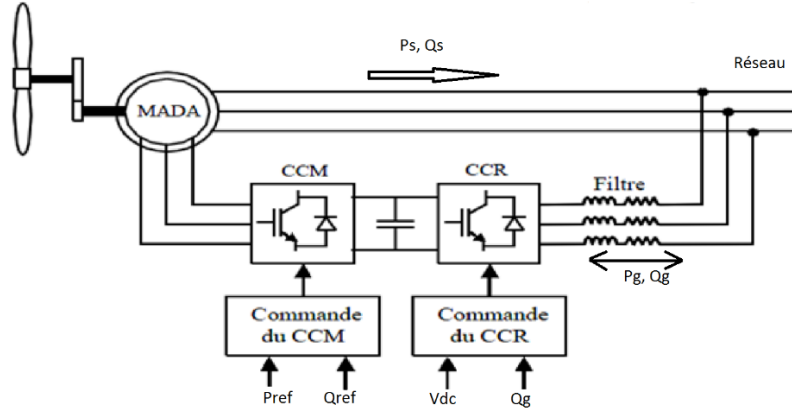 Ps, Qs
Réseau
MADA
CCM
CCR
Filtre
Pg, Qg
Commande
du CCM
Commande
du CCR
Pref
Qref
Vdc
Qg